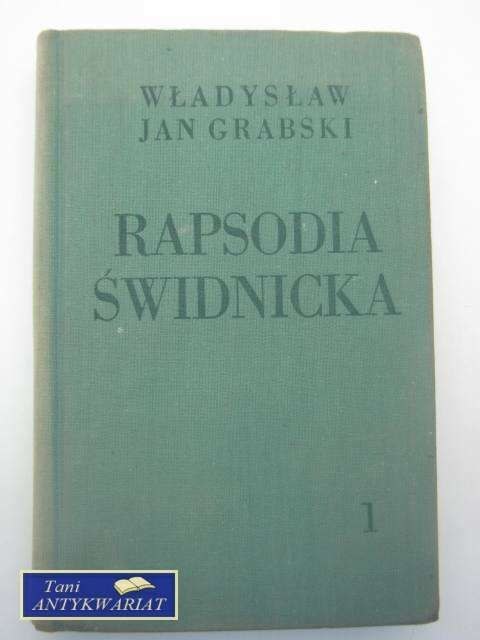 WŁADYSŁAW
JAN GRABSKI
RAPSODIA
ŚWIDNICKA
1
Tani
ANTYKWARIAT